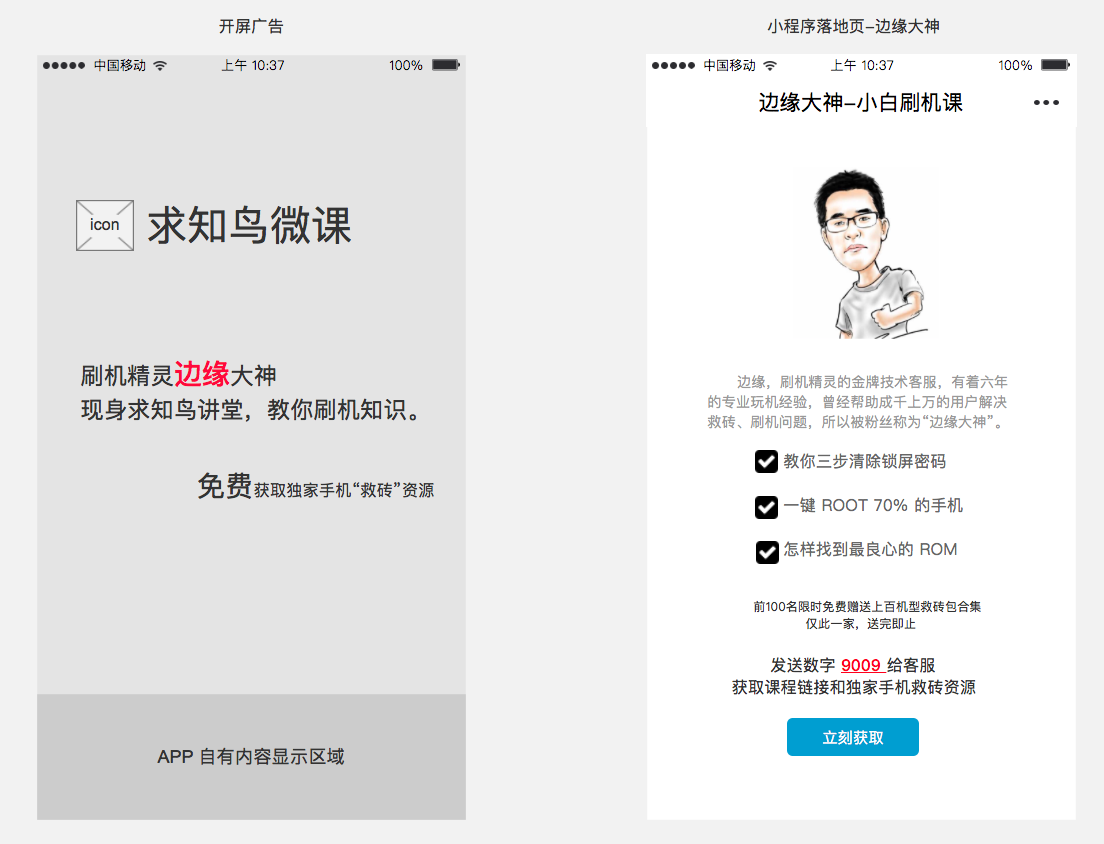 开屏广告
中国移动 上午 10:37 100%
icon 求知鸟微课
刷机精灵边缘大神
现身求知鸟讲堂，教你刷机知识。
免费获取独家手机“救砖”资源
APP 自有内容显示区域
小程序落地页–边缘大神
中国移动 上午 10:37 100%
边缘大神–小白刷机课
边缘，刷机精灵的金牌技术客服，有着六年
的专业玩机经验，曾经帮助成千上万的用户解决
救砖、刷机问题，所以被粉丝称为“边缘大神”。
教你三步清除锁屏密码
一键 ROOT 70% 的手机
怎样找到最良心的 ROM
前100名限时免费赠送上百机型救砖包合集
仅此一家，送完即止
发送数字 9009 给客服
获取课程链接和独家手机救砖资源
立刻获取